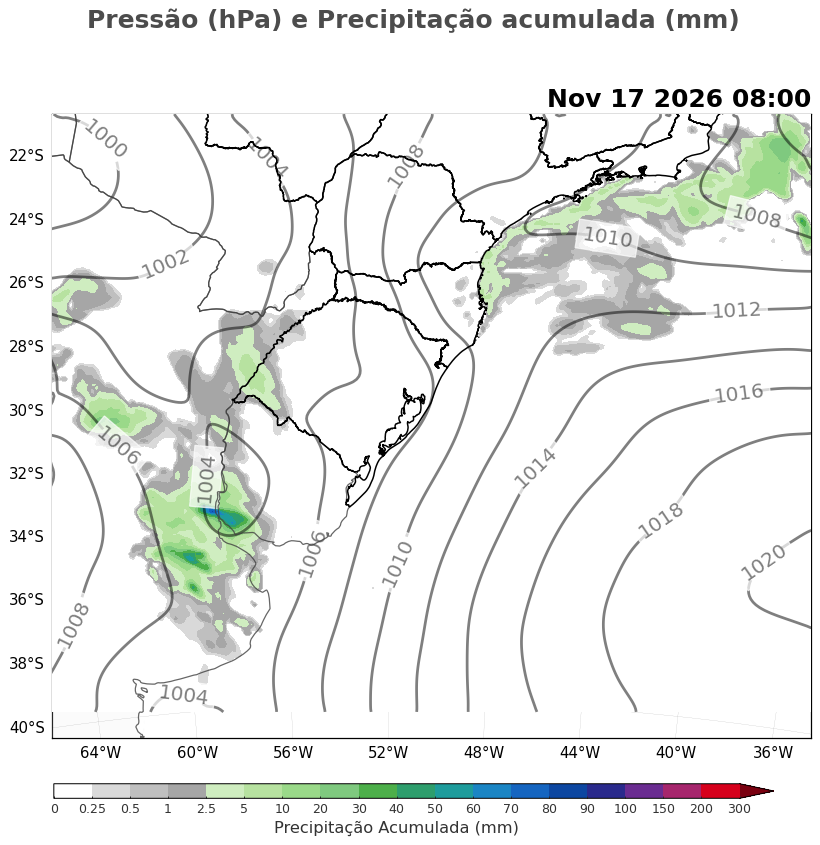 Pressão (hPa) e Precipitação acumulada (mm)
Nov 17 2026 08:00
1000
1004
1008
22°S
24°S
1008
1010
1002
26°S
1012
28°S
1016
30°S
1006
32°S
1004
1014
1018
34°S
1006
1010
1020
36°S
1008
38°S
1004
40°S
64°W 60°W 56°W 52°W 48°W 44°W 40°W 36°W
0 0.25 0.5 1 2.5 5 10 20 30 40 50 60 70 80 90 100 150 200 300
Precipitação Acumulada (mm)